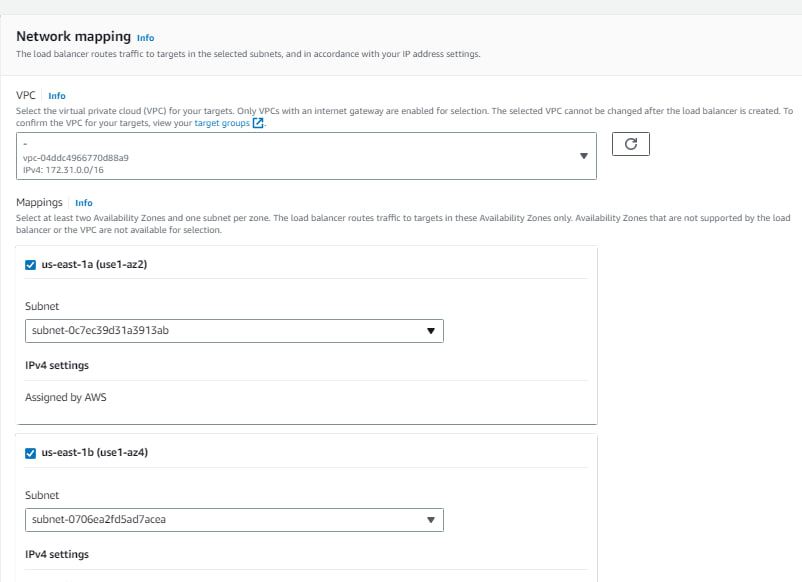 Network mapping Info
The load balancer routes traffic to targets in the selected subnets, and in accordance with your IP address settings.
VPC Info
Select the virtual private cloud (VPC) for your targets. Only VPCs with an internet gateway are enabled for selection. The selected VPC cannot be changed after the load balancer is created. To
confirm the VPC for your targets, view your target groups.
-
vpc-04ddc4966770d88a9
IPv4: 172.31.0.0/16
Mappings Info
Select at least two Availability Zones and one subnet per zone. The load balancer routes traffic to targets in these Availability Zones only. Availability Zones that are not supported by the load
balancer or the VPC are not available for selection.
us-east-1a (use1-az2)
Subnet
subnet-0c7ec39d31a3913ab
IPv4 settings
Assigned by AWS
us-east-1b (use1-az4)
Subnet
subnet-0706ea2fd5ad7acea
IPv4 settings